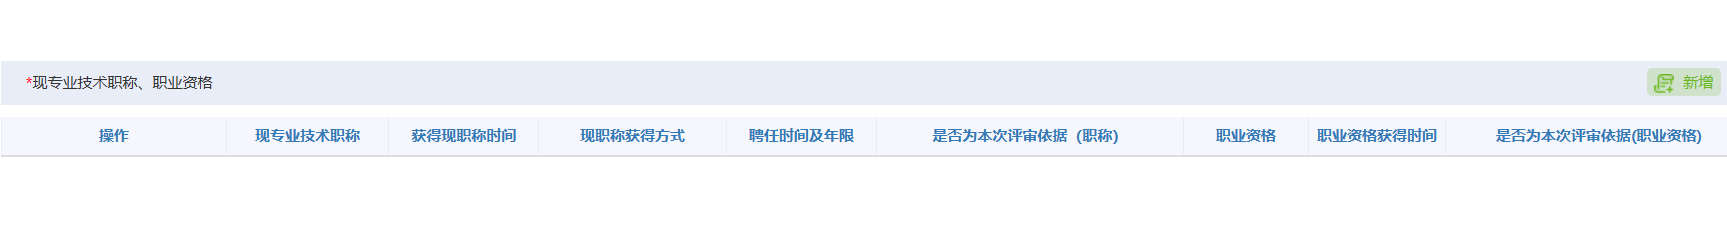 *现专业技术职称、职业资格 新增
操作 现专业技术职称 获得现职称时间 现职称获得方式 聘任时间及年限 是否为本次评审依据（职称） 职业资格 职业资格获得时间 是否为本次评审依据(职业资格)